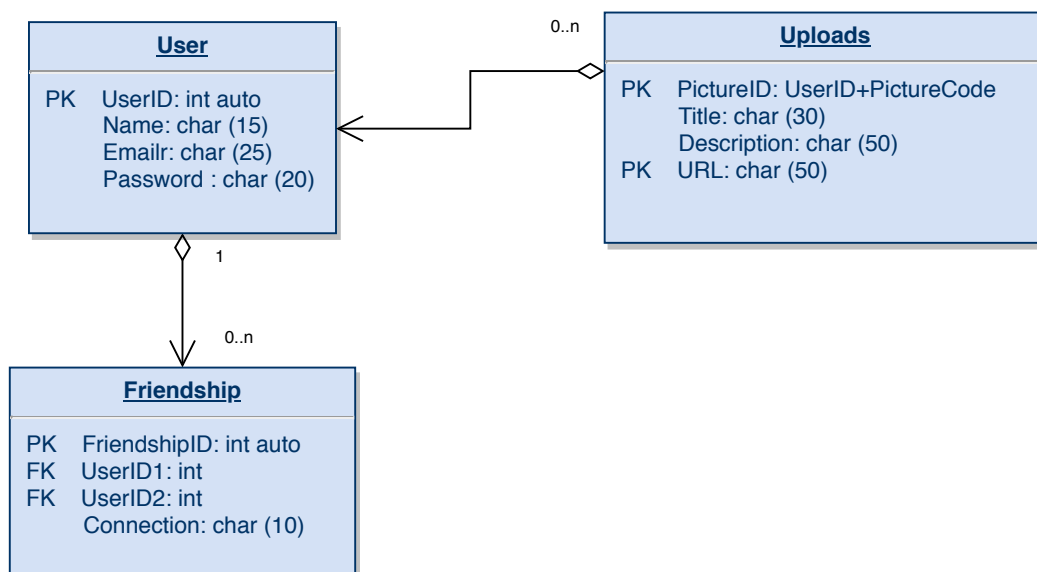 User
PK UserID: int auto
Name: char (15)
Emailr: char (25)
Password : char (20)
0..n
Uploads
PK PictureID: UserID+PictureCode
Title: char (30)
Description: char (50)
PK URL: char (50)
1
0..n
Friendship
PK FriendshipID: int auto
FK UserID1: int
FK UserID2: int
Connection: char (10)